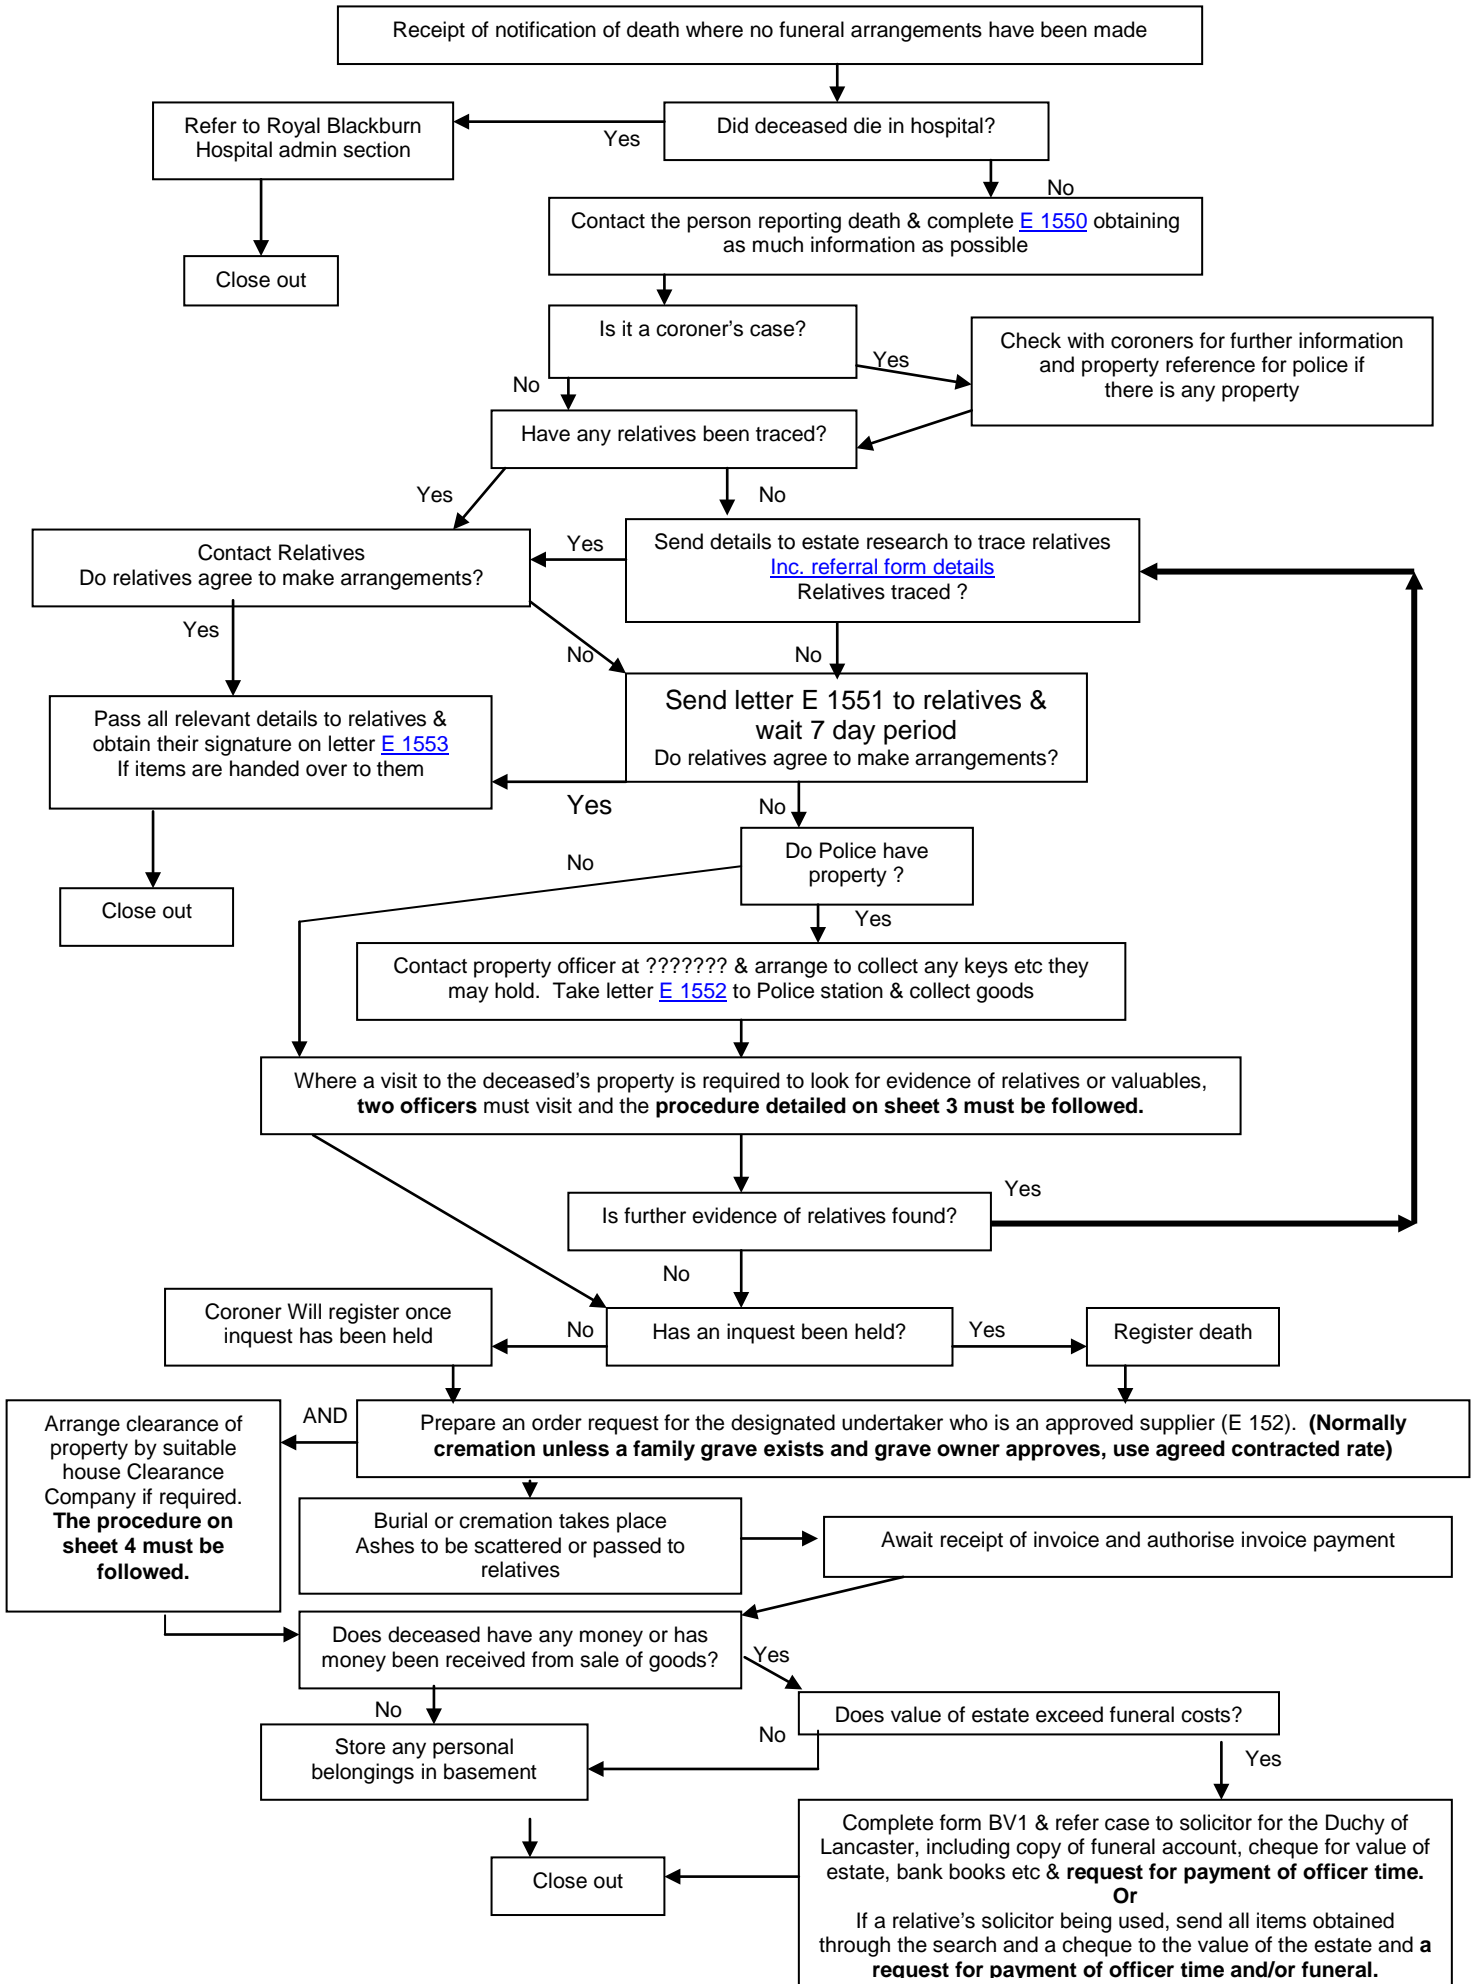 Receipt of notification of death where no funeral arrangements have been made
Refer to Royal Blackburn
Hospital admin section
Yes
Did deceased die in hospital?
No
Close out
Contact the person reporting death & complete E 1550 obtaining
as much information as possible
Is it a coroner's case?
Yes
Check with coroners for further information
and property reference for police if
there is any property
No
Have any relatives been traced?
Yes
No
Contact Relatives
Do relatives agree to make arrangements?
Yes
Send details to estate research to trace relatives
Inc. referral form details
Relatives traced ?
Yes
No
No
Pass all relevant details to relatives &
obtain their signature on letter E 1553
If items are handed over to them
Send letter E 1551 to relatives &
wait 7 day period
Do relatives agree to make arrangements?
Yes
No
Close out
No
Do Police have
property ?
Yes
Contact property officer at ??????? & arrange to collect any keys etc they
may hold.  Take letter E 1552 to Police station & collect goods
Where a visit to the deceased's property is required to look for evidence of relatives or valuables,
two officers must visit and the procedure detailed on sheet 3 must be followed.
Is further evidence of relatives found?
Yes
No
Coroner Will register once
inquest has been held
No
Has an inquest been held?
Yes
Register death
Arrange clearance of
property by suitable
house Clearance
Company if required.
The procedure on
sheet 4 must be
followed.
AND
Prepare an order request for the designated undertaker who is an approved supplier (E 152).  (Normally
cremation unless a family grave exists and grave owner approves, use agreed contracted rate)
Burial or cremation takes place
Ashes to be scattered or passed to
relatives
Await receipt of invoice and authorise invoice payment
Does deceased have any money or has
money been received from sale of goods?
Yes
No
Does value of estate exceed funeral costs?
No
Yes
Store any personal
belongings in basement
Close out
Complete form BV1 & refer case to solicitor for the Duchy of
Lancaster, including copy of funeral account, cheque for value of
estate, bank books etc & request for payment of officer time.
Or
If a relative's solicitor being used, send all items obtained
through the search and a cheque to the value of the estate and a
request for payment of officer time and/or funeral.